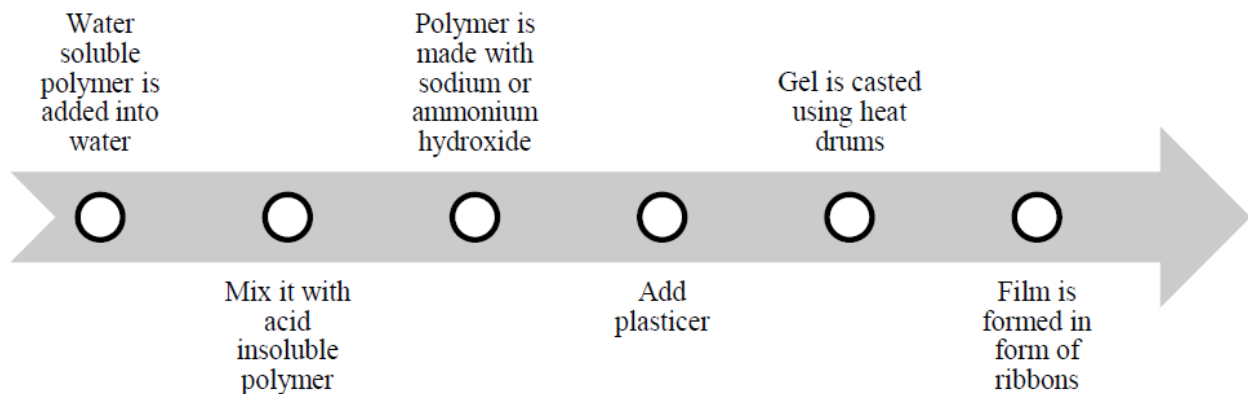 Water
soluble
polymer is
added into
water
Mix it with
acid
insoluble
polymer
Polymer is
made with
sodium or
ammonium
hydroxide
Add
plasticer
Gel is casted
using heat
drums
Film is
formed in
form of
ribbons